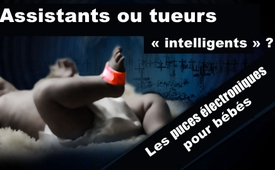 Assistants ou tueurs
« intelligents » ?
Les puces électroniques
pour bébés